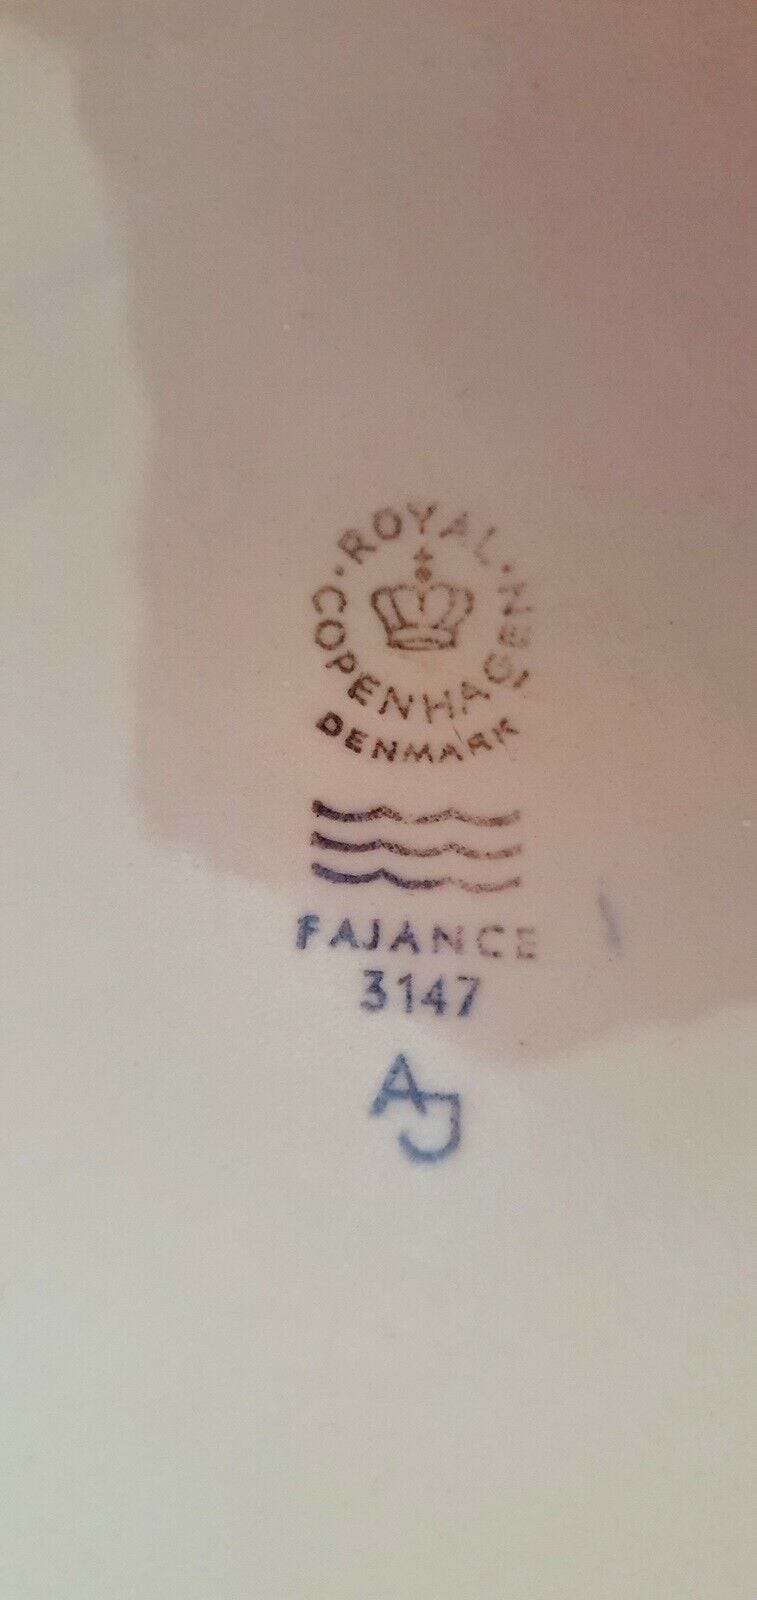 · ROYAL ·
COPENHAGEN
DENMARK
FAJANCE
3147
AJ